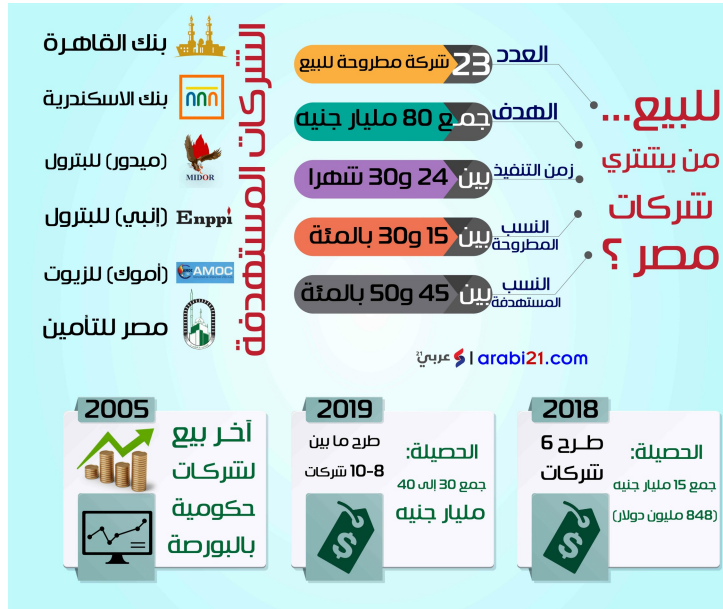 للبيع...
من يشتري
شركات
مصر ؟
العدد
23 شركة مطروحة للبيع
الهدف
جمع 80 مليار جنيه
زمن التنفيذ
بين 24 و30 شهرا
النسب
المطروحة
بين 15 و30 بالمئة
النسب
المستهدفة
بين 45 و50 بالمئة
الشركات المستهدفة
بنك القاهرة
بنك الاسكندرية
(ميدور) للبترول
MIDOR
(إنبي) للبترول
Enppi
(أموك) للزيوت
AMOC
مصر للتأمين
عربي21 | arabi21.com
2018
طرح 6
شركات
الحصيلة:
جمع 15 مليار جنيه
(848 مليون دولار)
2019
طرح ما بين
8-10 شركات
الحصيلة:
جمع 30 إلى 40
مليار جنيه
2005
آخر بيع
لشركات
حكومية
بالبورصة